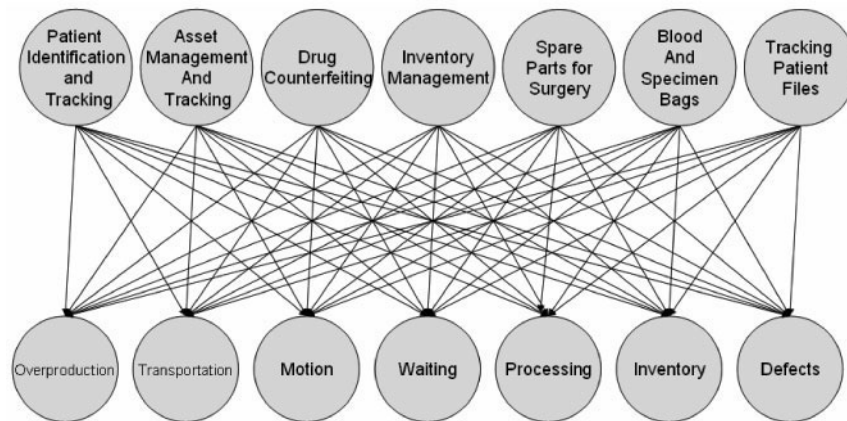 Patient
Identification
and
Tracking
Asset
Management
And
Tracking
Drug
Counterfeiting
Inventory
Management
Spare
Parts for
Surgery
Blood
And
Specimen
Bags
Tracking
Patient
Files
Overproduction
Transportation
Motion
Waiting
Processing
Inventory
Defects